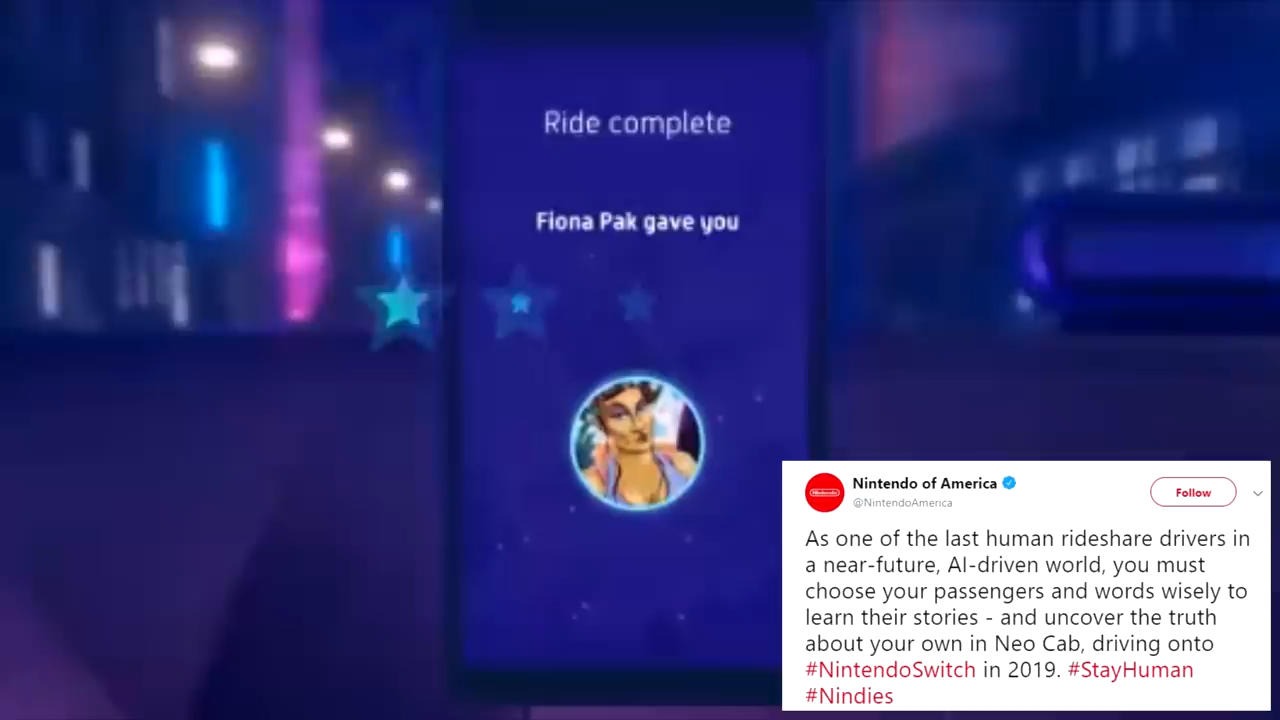 Ride complete
Fiona Pak gave you
Nintendo of America
Follow
@NintendoAmerica
As one of the last human rideshare drivers in
a near-future, AI-driven world, you must
choose your passengers and words wisely to
learn their stories - and uncover the truth
about your own in Neo Cab, driving onto
#NintendoSwitch in 2019. #StayHuman
#Nindies
Nintendo